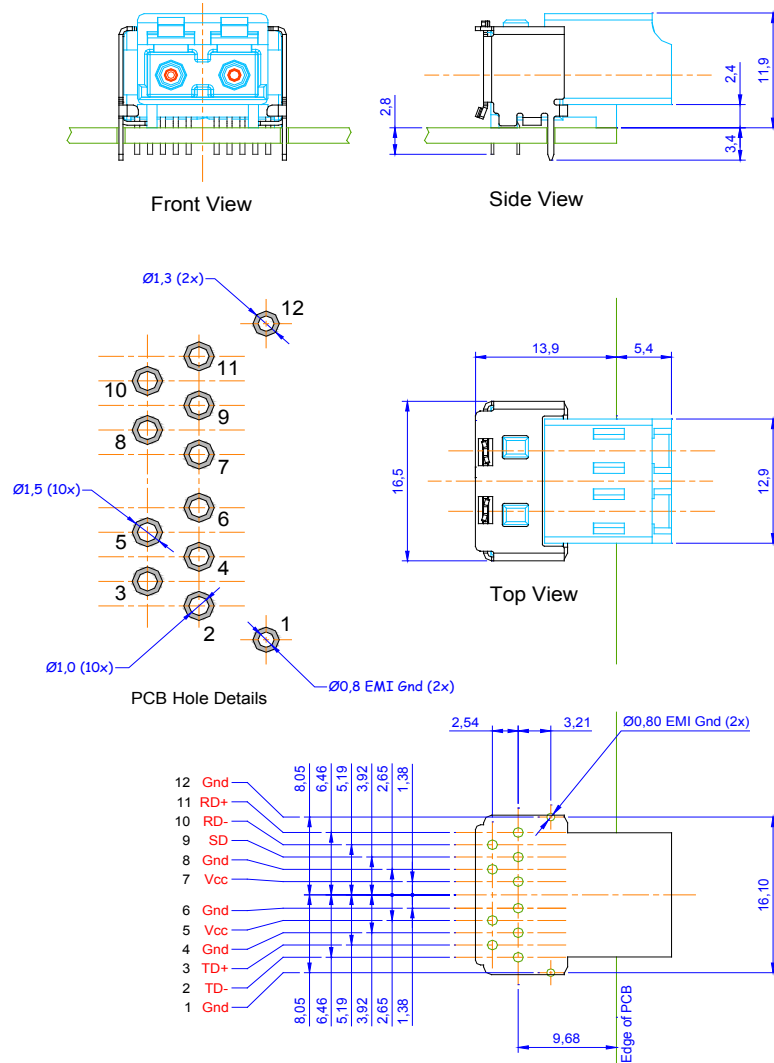 11,9
2,4
2,8
3,4
Front View
Side View
Ø1,3 (2x)
12
11
10
9
8
7
Ø1,5 (10x)
6
5
4
3
2
1
Ø1,0 (10x)
Ø0,8 EMI Gnd (2x)
PCB Hole Details
13,9
5,4
16,5
12,9
Top View
2,54
3,21
Ø0,80 EMI Gnd (2x)
8,05
6,46
5,19
3,92
2,65
1,38
12 Gnd
11 RD+
10 RD-
9 SD
8 Gnd
7 Vcc
6 Gnd
5 Vcc
4 Gnd
3 TD+
2 TD-
1 Gnd
8,05
6,46
5,19
3,92
2,65
1,38
16,10
Edge of PCB
9,68